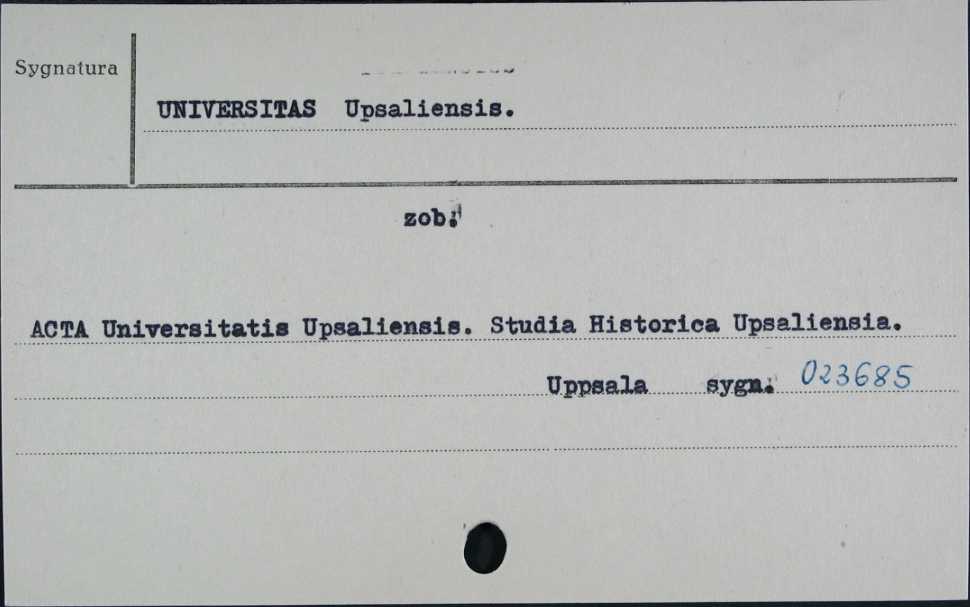 Sygnatura
UNIVERSITAS Upsaliensis.
zob:
ACTA Universitatis Upsaliensis. Studia Historica Upsaliensia.
Uppsala sygn. 023685